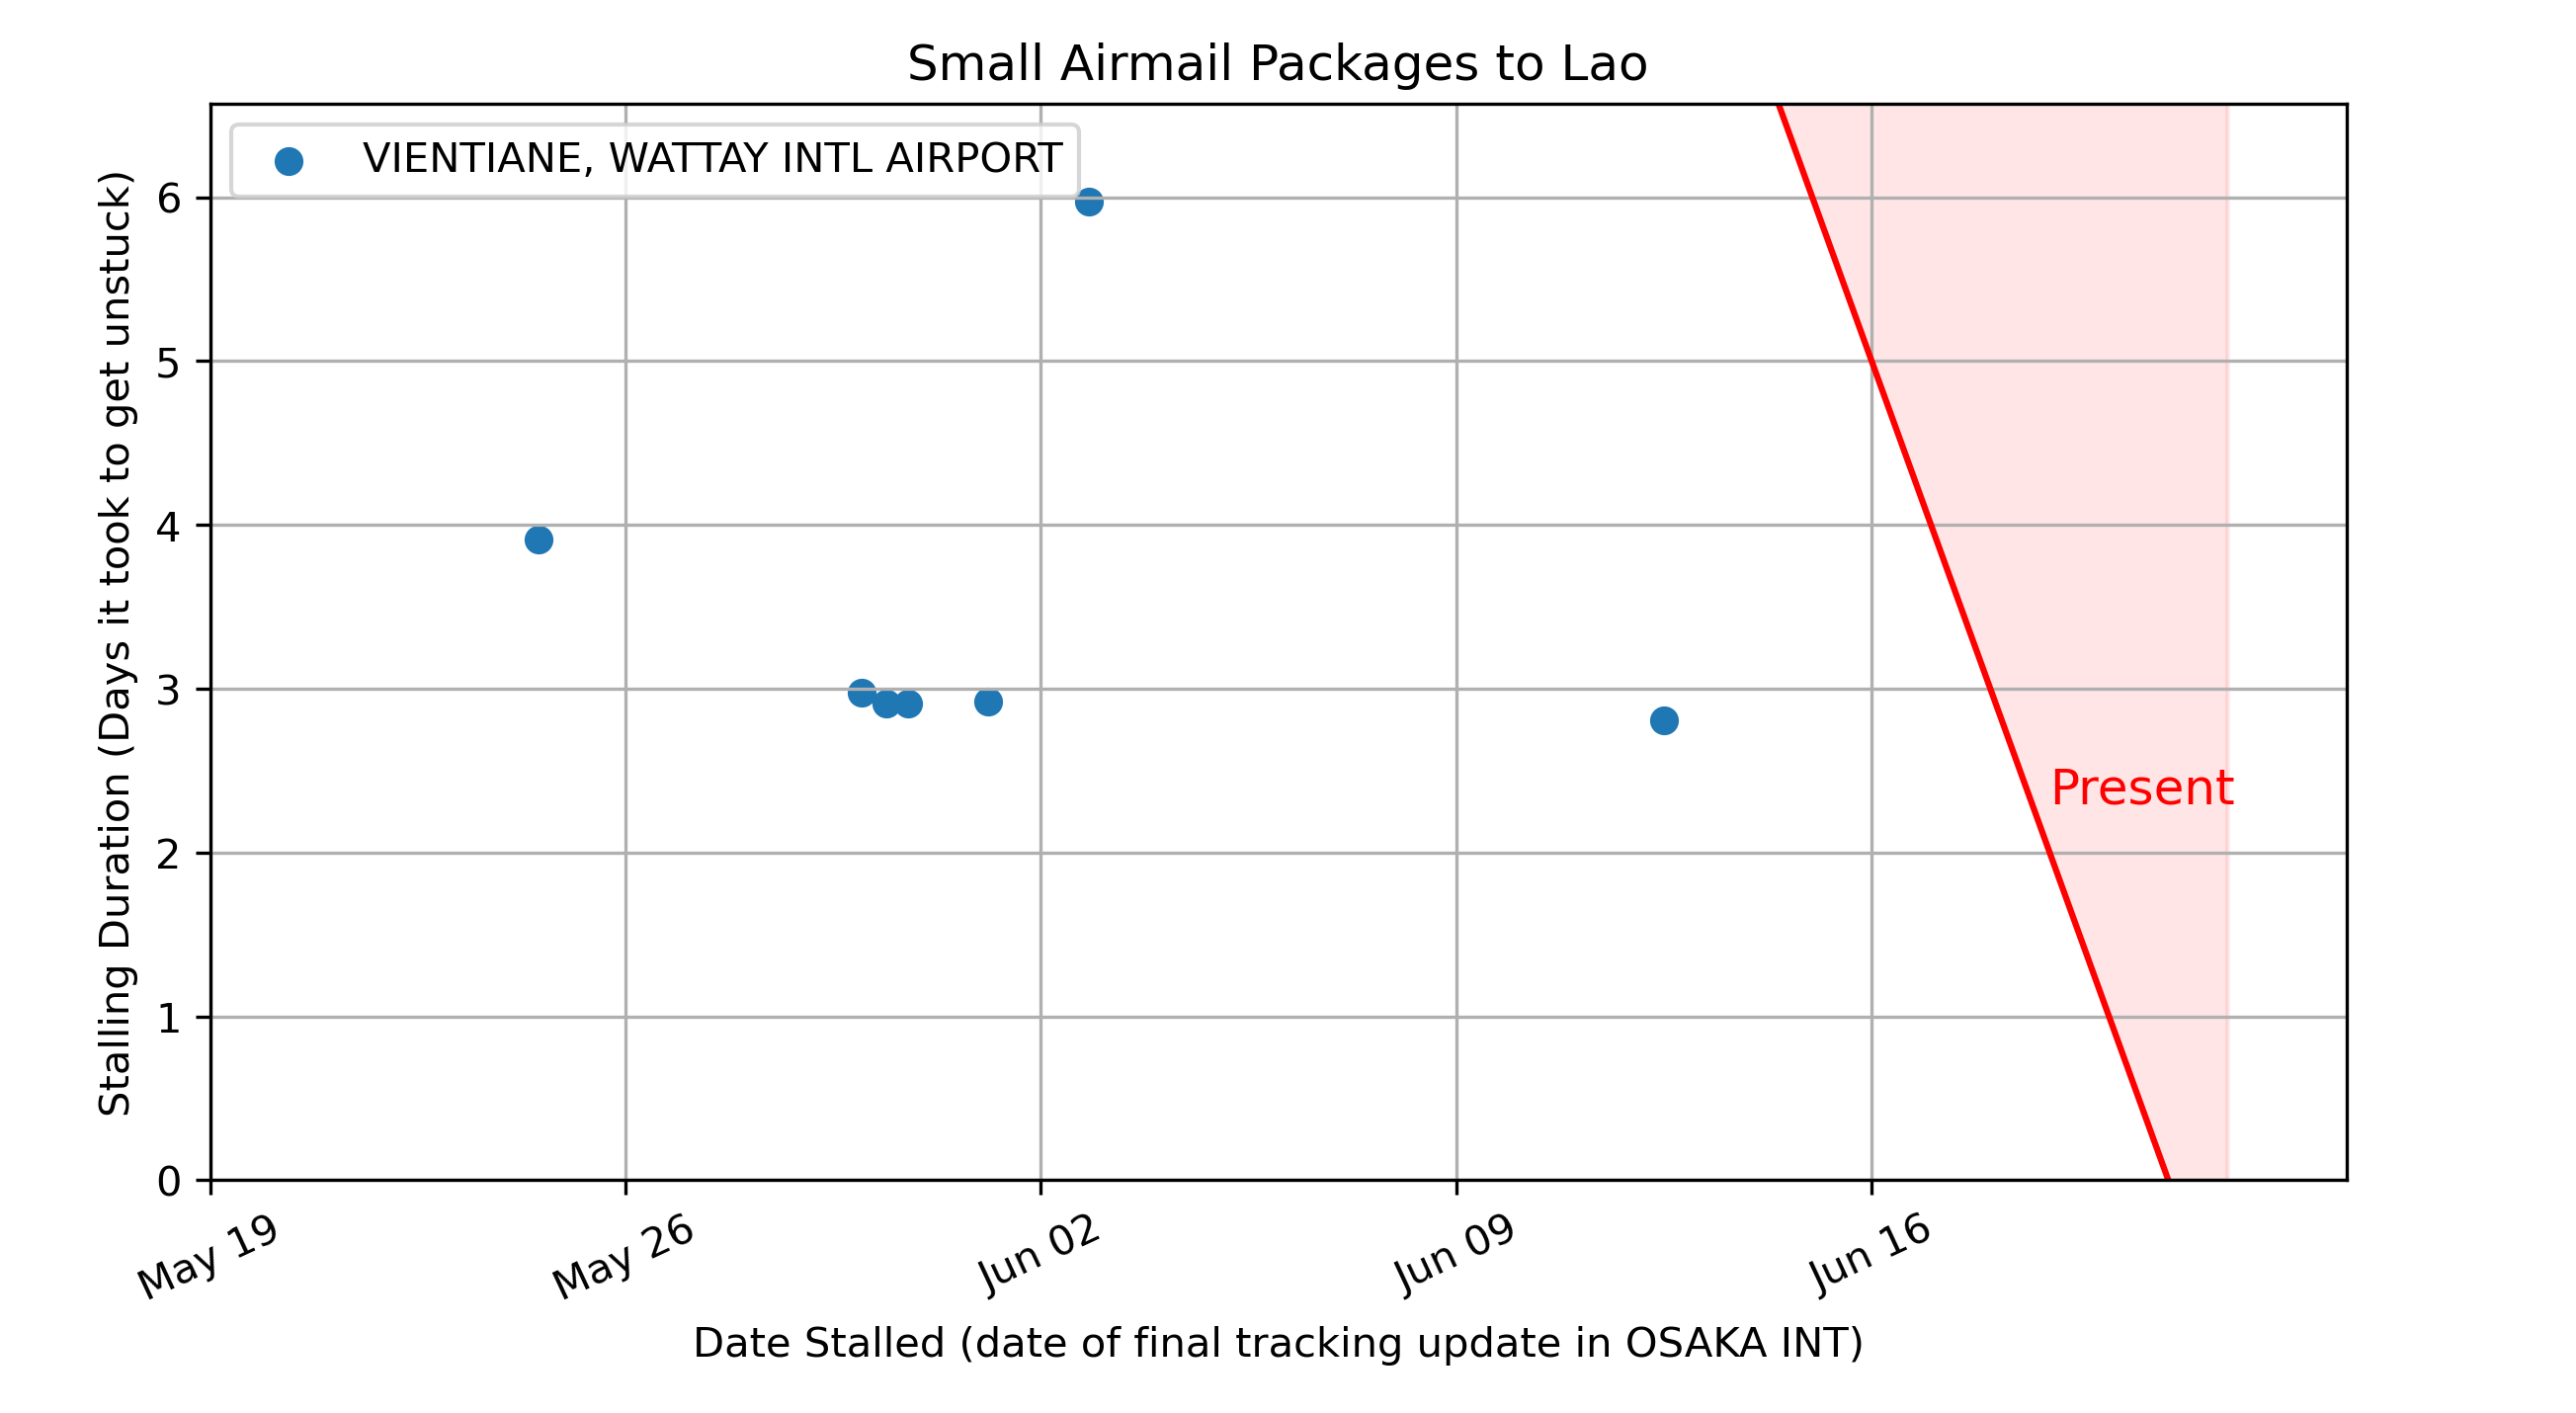 Small Airmail Packages to Lao
VIENTIANE, WATTAY INTL AIRPORT
Stalling Duration (Days it took to get unstuck)
6
5
4
3
2
1
0
Present
May 19
May 26
Jun 02
Jun 09
Jun 16
Date Stalled (date of final tracking update in OSAKA INT)